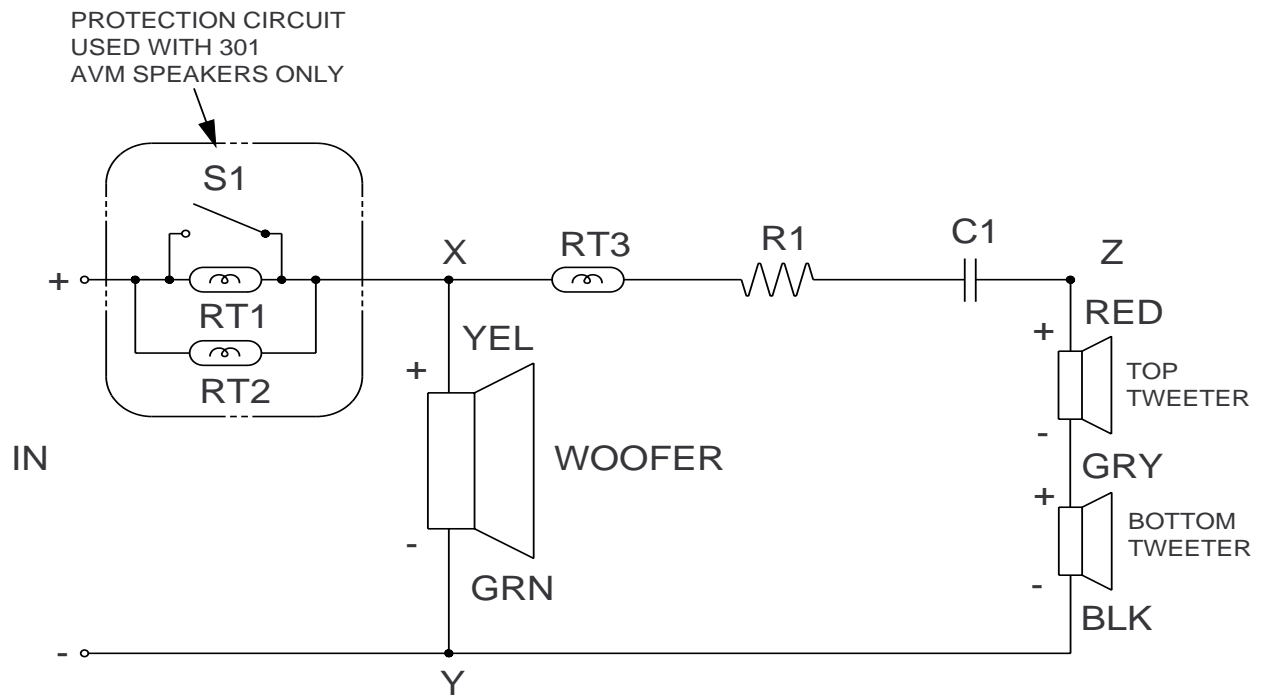 PROTECTION CIRCUIT
USED WITH 301
AVM SPEAKERS ONLY
S1
RT1
RT2
X
RT3
R1
C1
Z
+
YEL
+
WOOFER
-
GRN
RED
+
TOP
TWEETER
-
GRY
+
BOTTOM
TWEETER
-
BLK
IN
-
Y